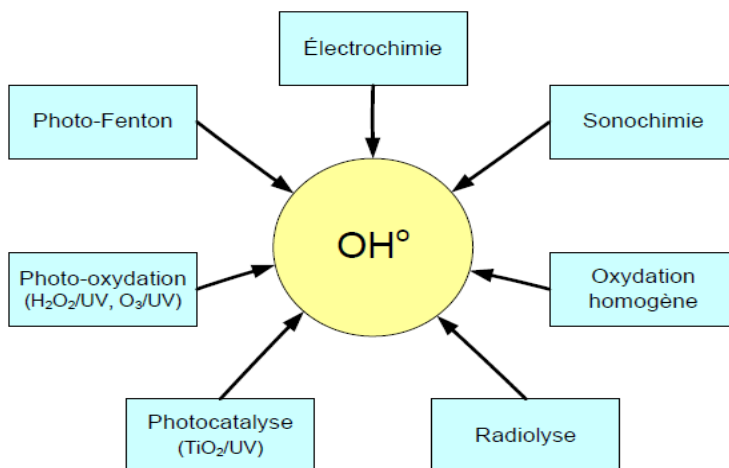 Électrochimie
Photo-Fenton
Sonochimie
OH°
Photo-oxydation
(H₂O₂/UV, O₃/UV)
Oxydation
homogène
Photocatalyse
(TiO₂/UV)
Radiolyse